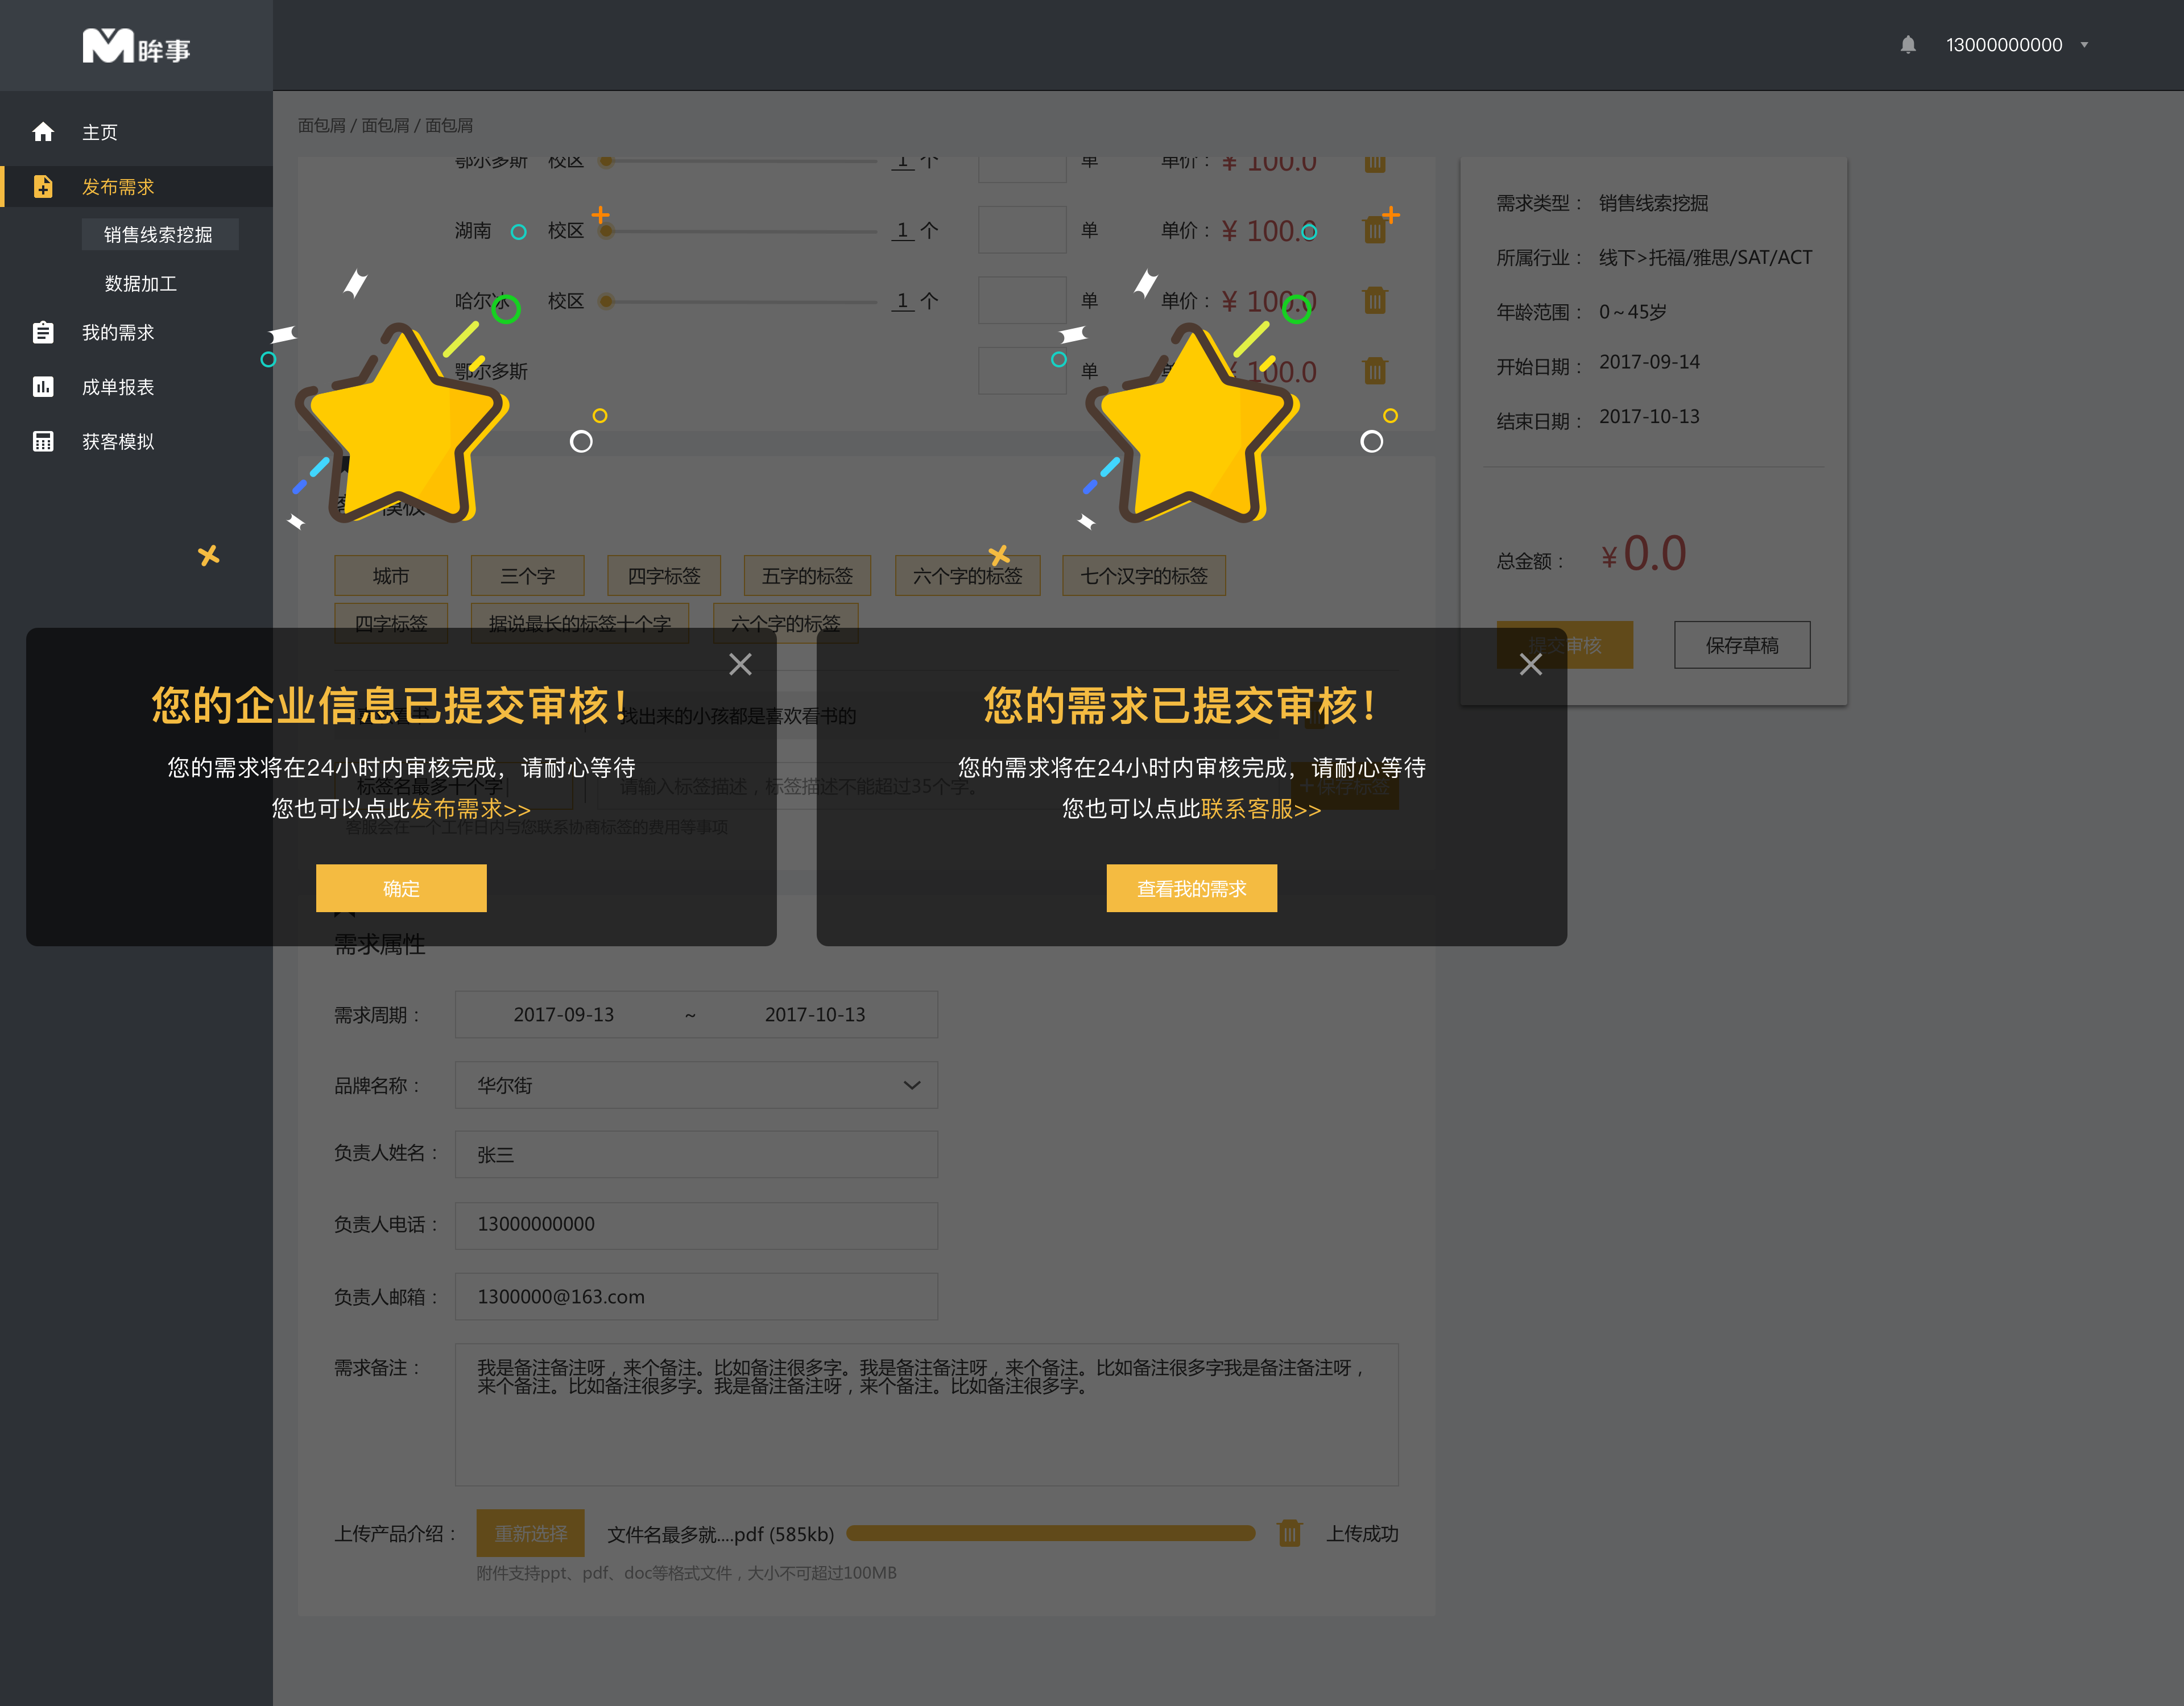 眸事
13000000000
主页
发布需求
销售线索挖掘
数据加工
我的需求
成单报表
获客模拟
面包屑 / 面包屑 / 面包屑
鄂尔多斯 校区 1 个 单 单价： ¥ 100.0
湖南 校区 1 个 单 单价： ¥ 100.0
哈尔冰 校区 1 个 单 单价： ¥ 100.0
鄂尔多斯 单 ¥ 100.0
模板
城市 三个字 四字标签 五字的标签 六个字的标签 七个汉字的标签
四字标签 据说最长的标签十个字 六个字的标签
需求类型： 销售线索挖掘
所属行业： 线下>托福/雅思/SAT/ACT
年龄范围： 0～45岁
开始日期： 2017-09-14
结束日期： 2017-10-13
总金额： ¥ 0.0
提交审核 保存草稿
您的企业信息已提交审核！
您的需求将在24小时内审核完成，请耐心等待
您也可以点此发布需求>>
确定
您的需求已提交审核！
您的需求将在24小时内审核完成，请耐心等待
您也可以点此联系客服>>
查看我的需求
找出来的小孩都是喜欢看书的
标签名最多十个字 请输入标签描述，标签描述不能超过35个字。 +保存标签
客服会在一个工作日内与您联系协商标签的费用等事项
需求属性
需求周期： 2017-09-13 ~ 2017-10-13
品牌名称： 华尔街
负责人姓名： 张三
负责人电话： 13000000000
负责人邮箱： 1300000@163.com
需求备注： 我是备注备注呀，来个备注。比如备注很多字。我是备注备注呀，来个备注。比如备注很多字我是备注备注呀，
来个备注。比如备注很多字。我是备注备注呀，来个备注。比如备注很多字。
上传产品介绍： 重新选择 文件名最多就....pdf (585kb) 上传成功
附件支持ppt、pdf、doc等格式文件，大小不可超过100MB